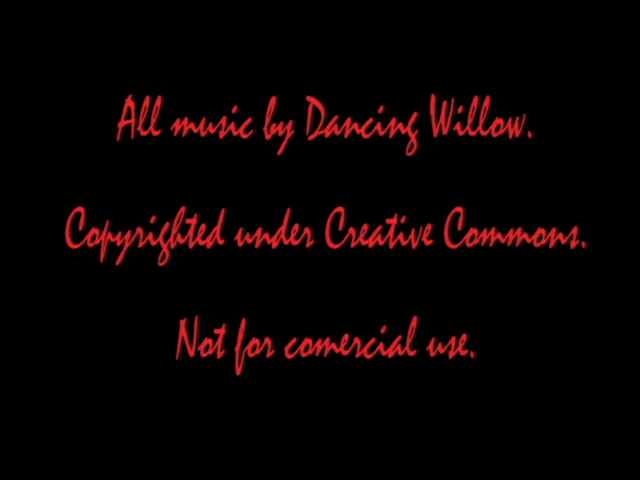 All music by Dancing Willow.
Copyrighted under Creative Commons.
Not for comercial use.